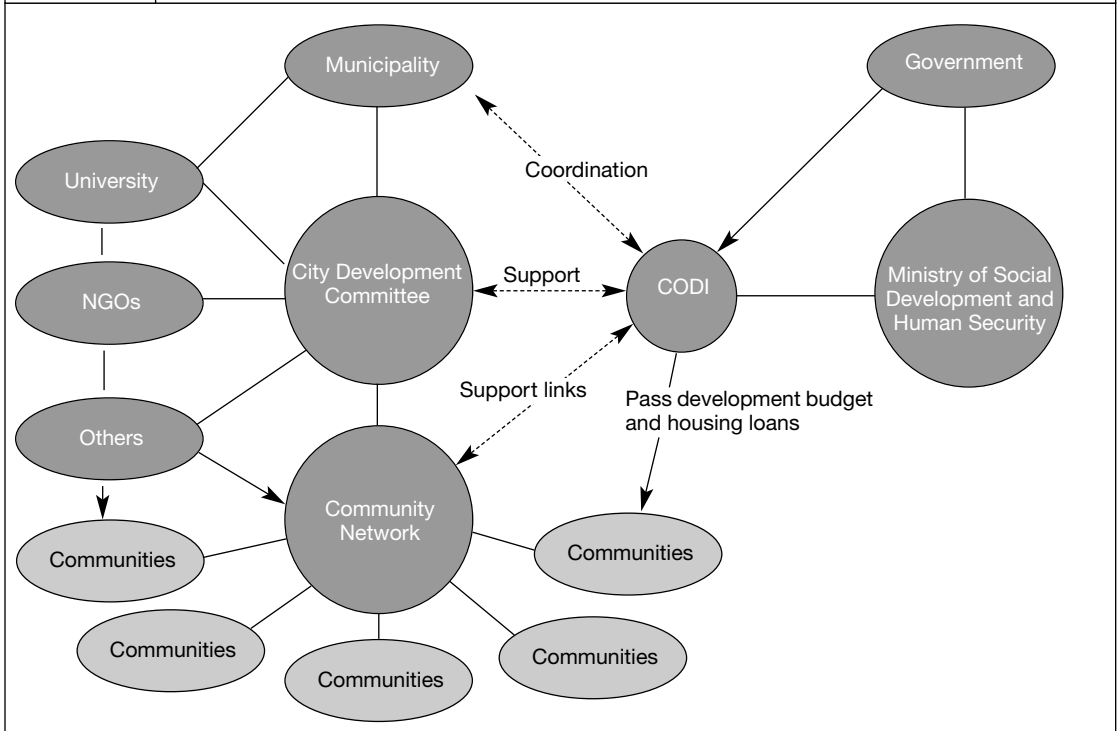 Municipality
Government
Coordination
University
City Development
Committee
Support
CODI
Ministry of Social
Development and
Human Security
NGOs
Support links
Pass development budget
and housing loans
Others
Community
Network
Communities
Communities
Communities
Communities
Communities